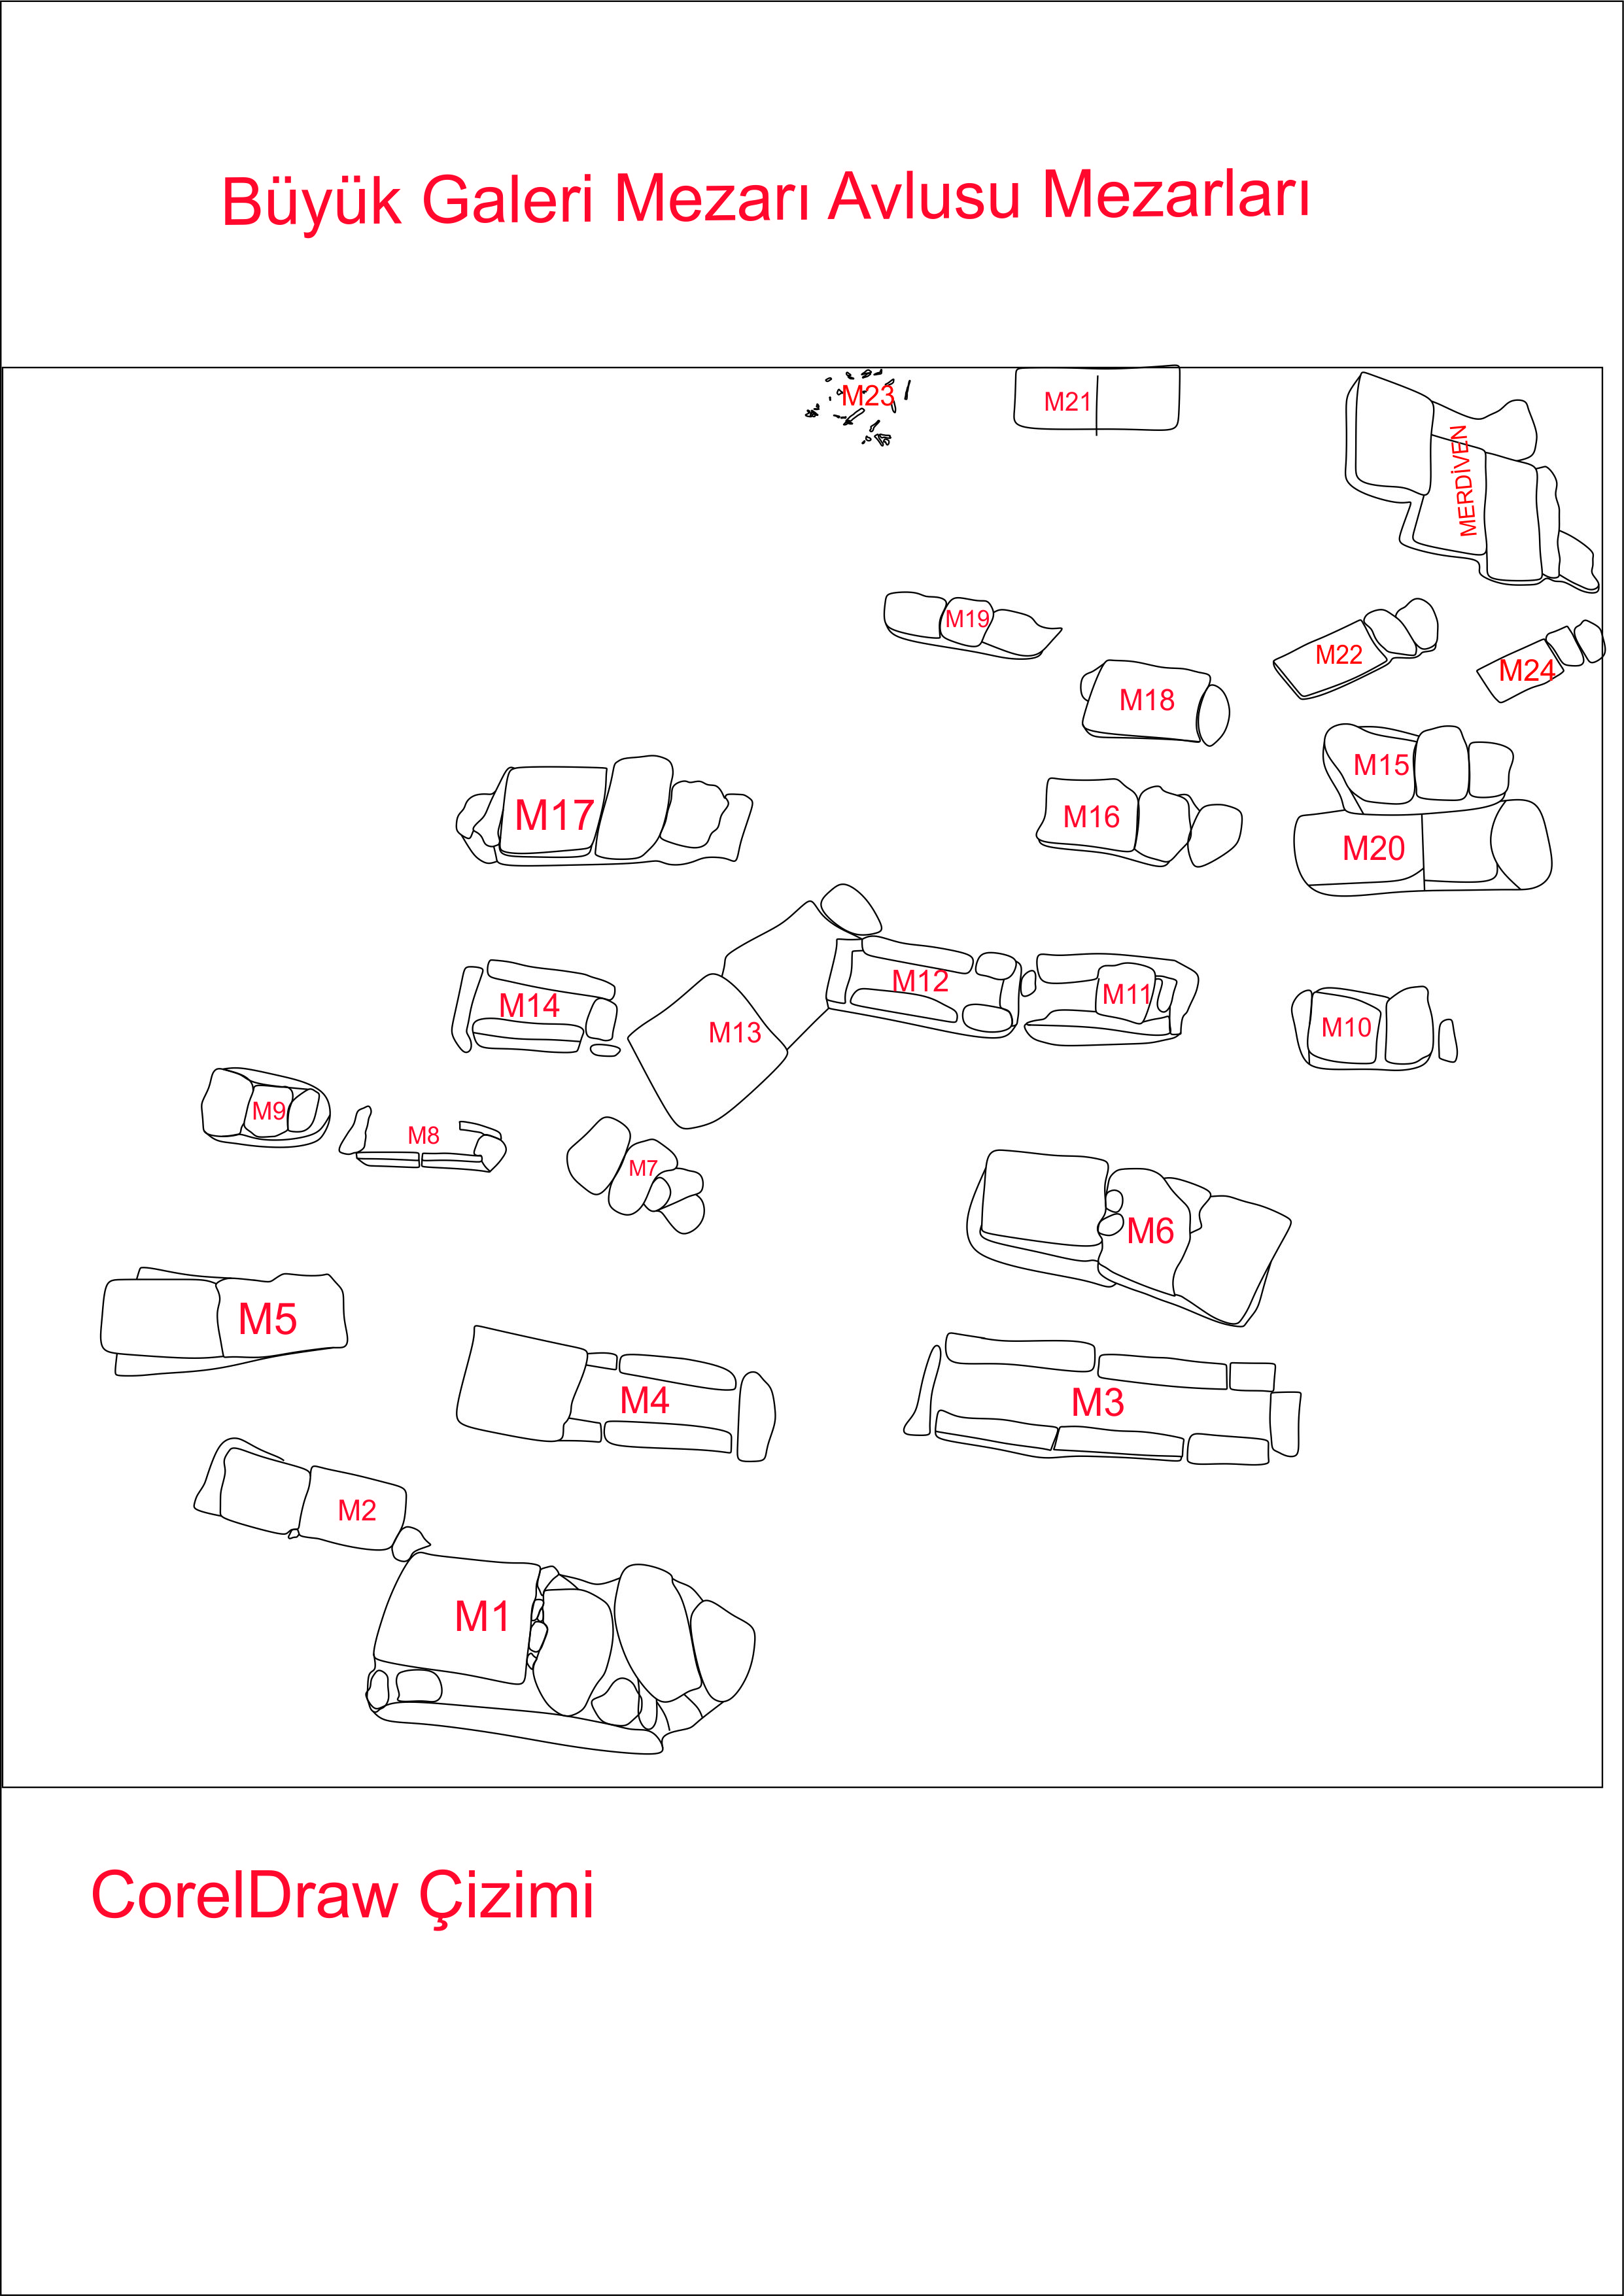 Büyük Galeri Mezarı Avlusu Mezarları
M23
M21
MERDİVEN
M19
M22
M24
M18
M15
M17
M16
M20
M12
M14
M11
M13
M10
M9
M8
M7
M6
M5
M4
M3
M2
M1
CorelDraw Çizimi